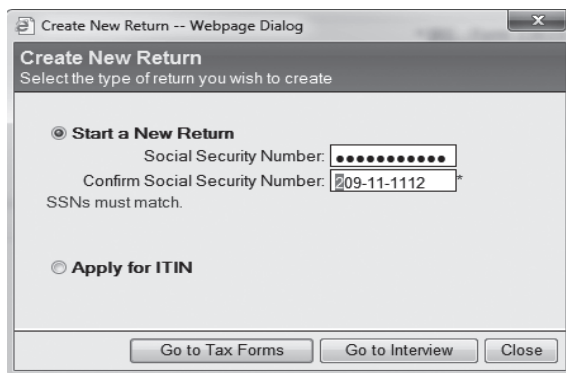 Create New Return -- Webpage Dialog
Create New Return
Select the type of return you wish to create
Start a New Return
Social Security Number: ●●●●●●●●●●●
Confirm Social Security Number: 209-11-1112 *
SSNs must match.
Apply for ITIN
Go to Tax Forms Go to Interview Close